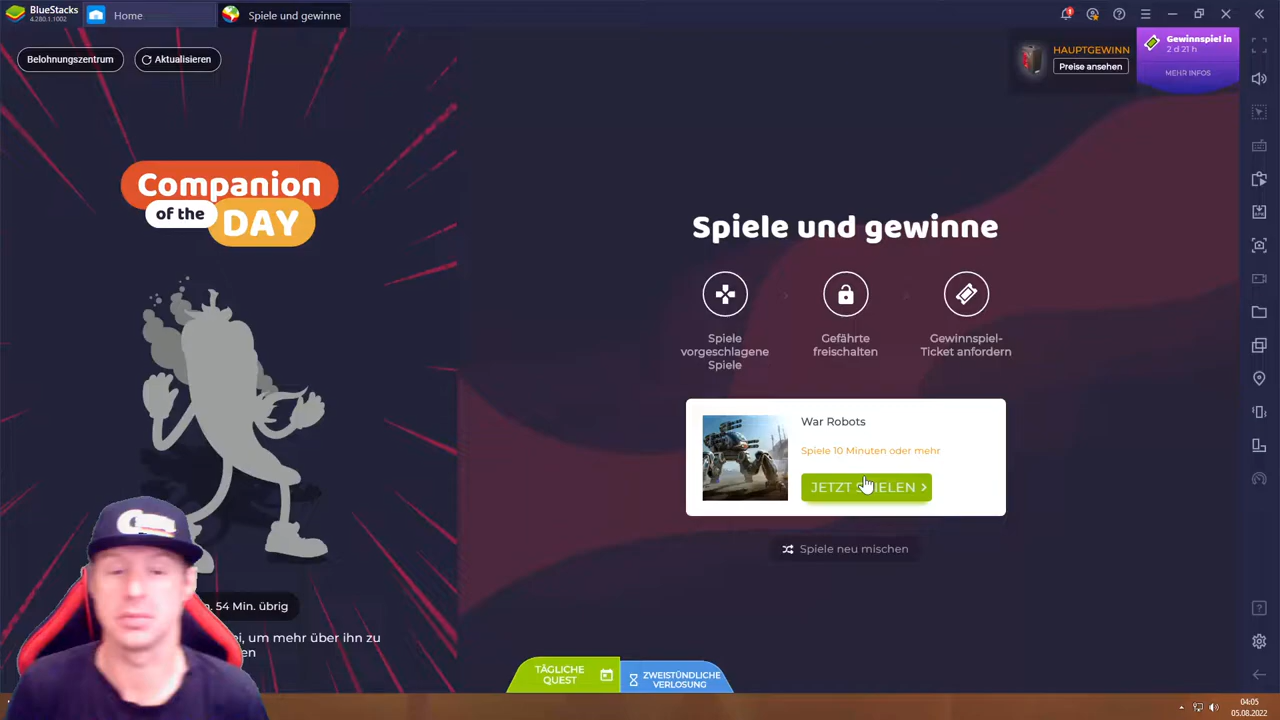 BlueStacks
4.280.1.1002
Home
Spiele und gewinne
Belohnungszentrum
Aktualisieren
HAUPTGEWINN
Preise ansehen
Gewinnspiel in
2 d 21 h
MEHR INFOS
Companion
of the
DAY
Spiele und gewinne
Spiele
vorgeschlagene
Spiele
Gefährte
freischalten
Gewinnspiel-
Ticket anfordern
War Robots
Spiele 10 Minuten oder mehr
JETZT SPIELEN
Spiele neu mischen
54 Min. übrig
um mehr über ihn zu
TÄGLICHE
QUEST
ZWEISTÜNDLICHE
VERLOSUNG
04:05
05.08.2022